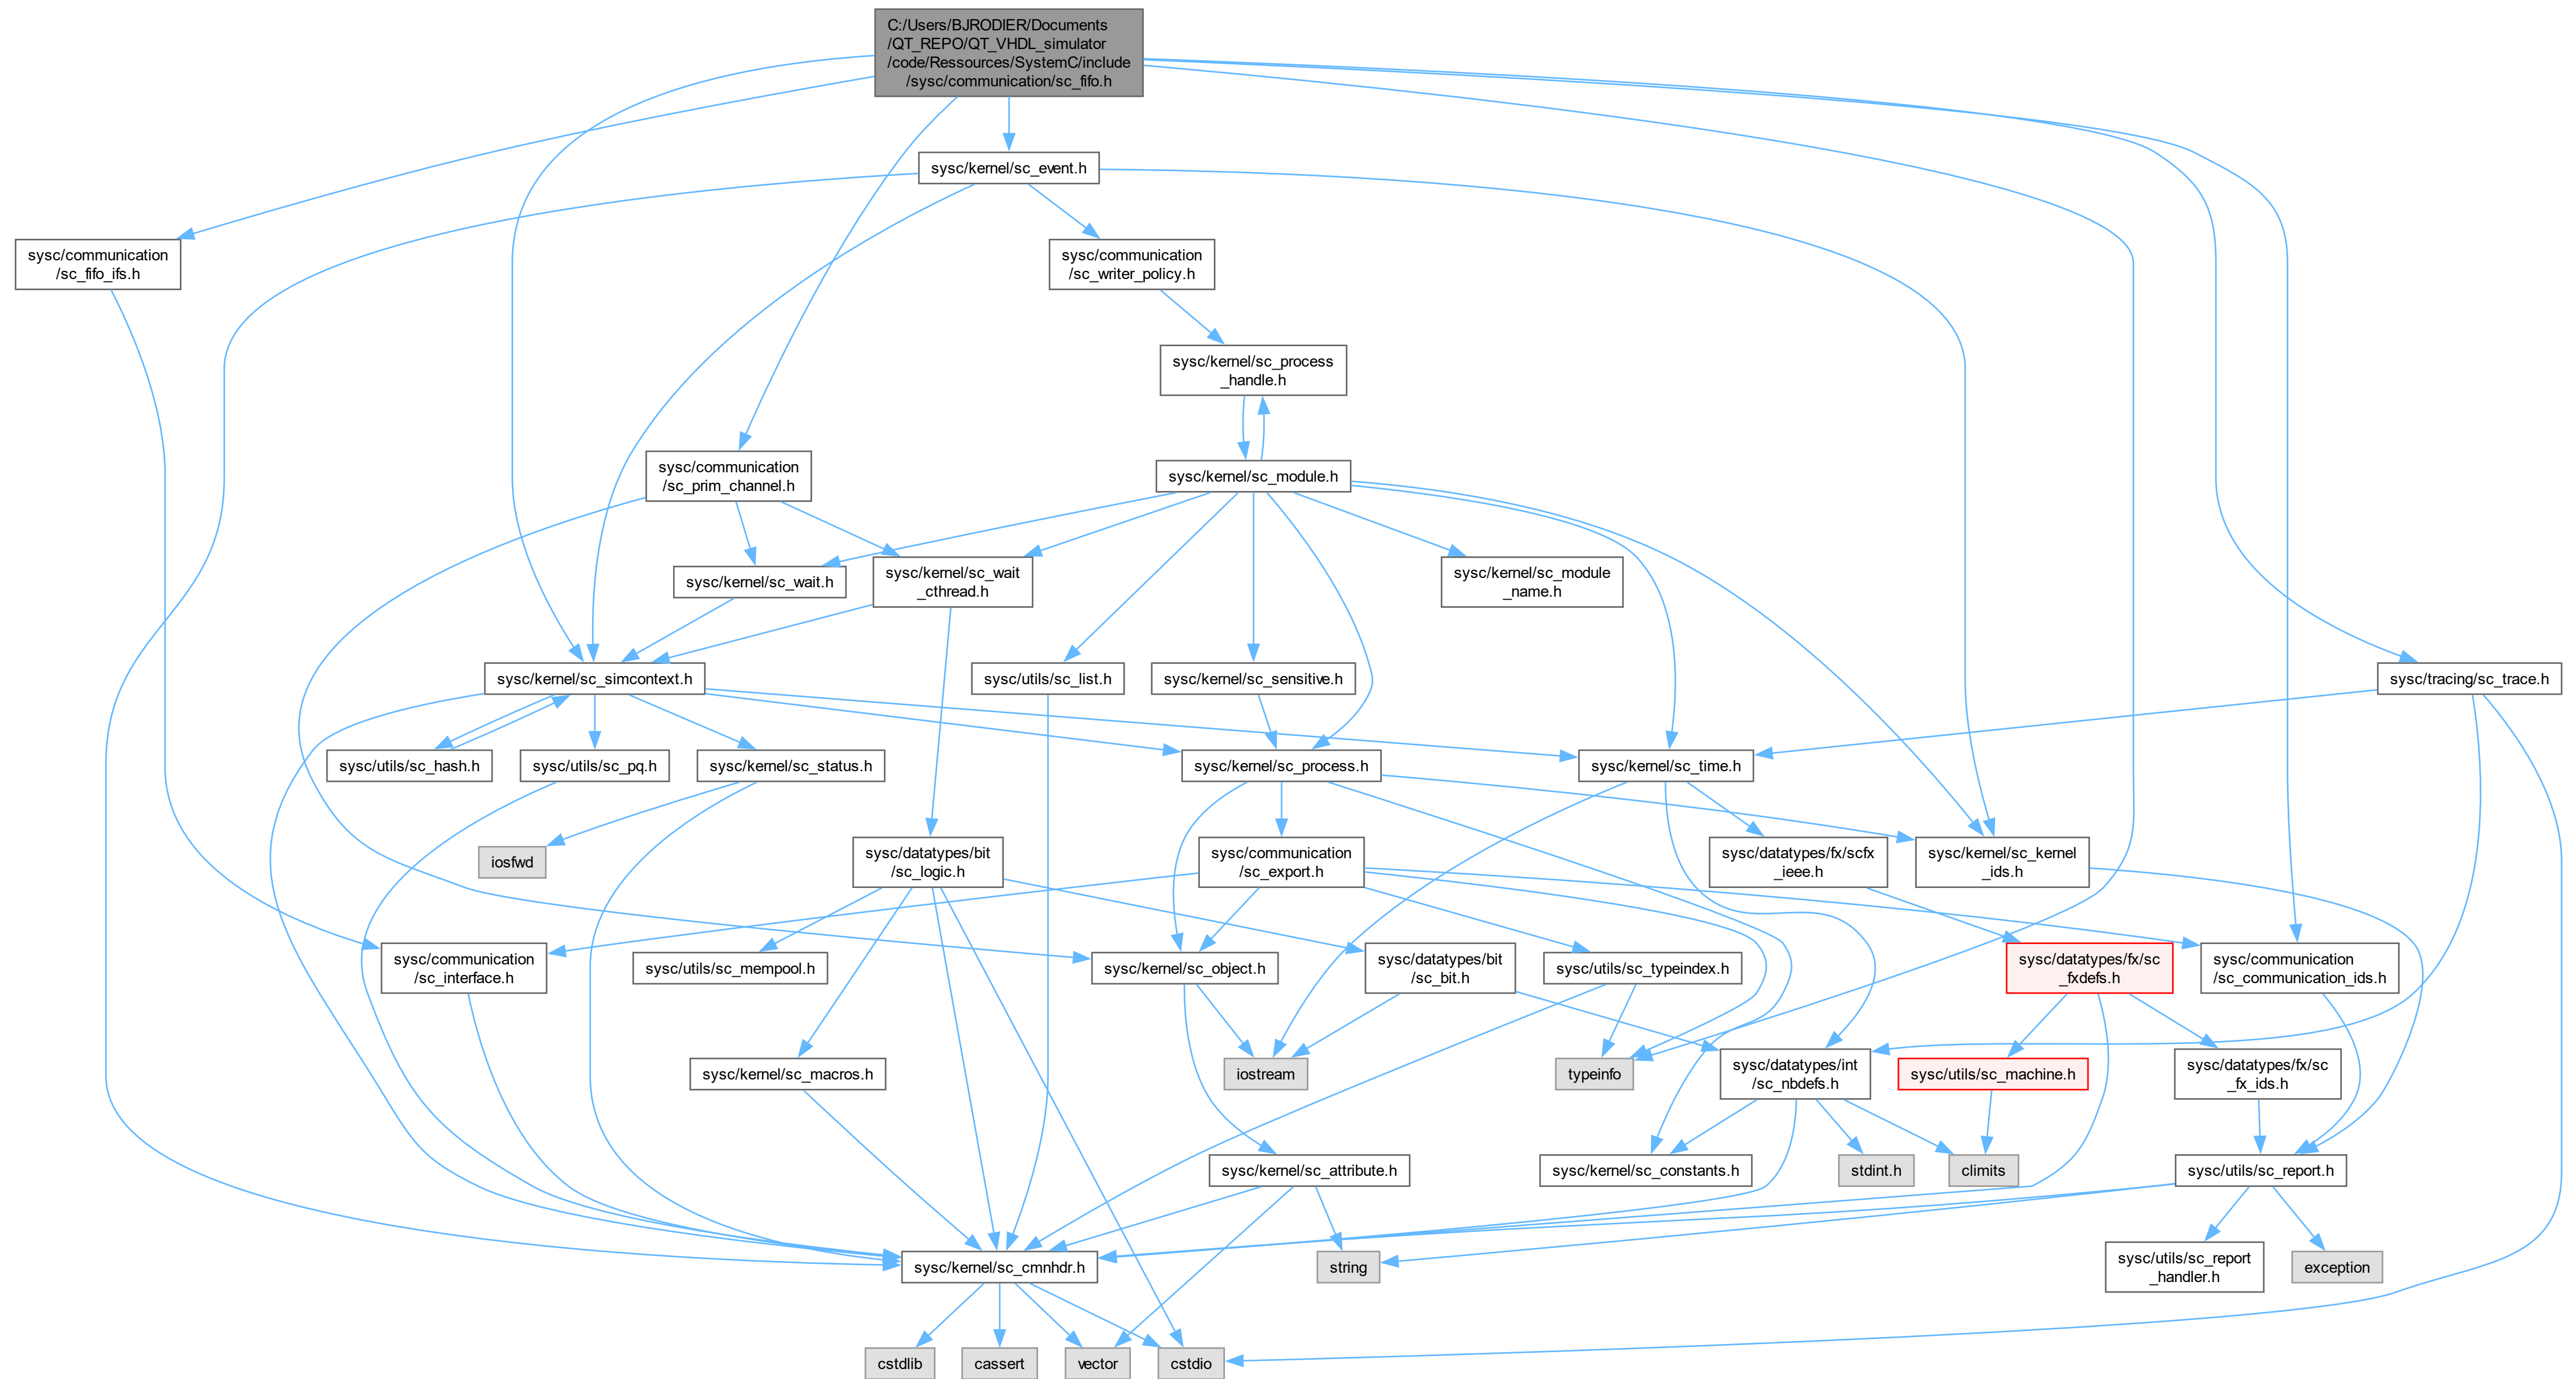 C:/Users/BJRODIER/Documents
/QT_REPO/QT_VHDL_simulator
/code/Ressources/SystemC/include
/sysc/communication/sc_fifo.h
sysc/kernel/sc_event.h
sysc/communication
/sc_fifo_ifs.h
sysc/communication
/sc_writer_policy.h
sysc/kernel/sc_process
_handle.h
sysc/communication
/sc_prim_channel.h
sysc/kernel/sc_module.h
sysc/kernel/sc_wait.h
sysc/kernel/sc_wait
_cthread.h
sysc/kernel/sc_module
_name.h
sysc/kernel/sc_simcontext.h
sysc/utils/sc_list.h
sysc/kernel/sc_sensitive.h
sysc/tracing/sc_trace.h
sysc/utils/sc_hash.h
sysc/utils/sc_pq.h
sysc/kernel/sc_status.h
sysc/kernel/sc_process.h
sysc/kernel/sc_time.h
iosfwd
sysc/datatypes/bit
/sc_logic.h
sysc/communication
/sc_export.h
sysc/datatypes/fx/scfx
_ieee.h
sysc/kernel/sc_kernel
_ids.h
sysc/communication
/sc_interface.h
sysc/utils/sc_mempool.h
sysc/kernel/sc_object.h
sysc/datatypes/bit
/sc_bit.h
sysc/utils/sc_typeindex.h
sysc/datatypes/fx/sc
_fxdefs.h
sysc/communication
/sc_communication_ids.h
sysc/kernel/sc_macros.h
iostream
typeinfo
sysc/datatypes/int
/sc_nbdefs.h
sysc/utils/sc_machine.h
sysc/datatypes/fx/sc
_fx_ids.h
sysc/kernel/sc_attribute.h
sysc/kernel/sc_constants.h
stdint.h
climits
sysc/utils/sc_report.h
sysc/kernel/sc_cmnhdr.h
string
sysc/utils/sc_report
_handler.h
exception
cstdlib
cassert
vector
cstdio